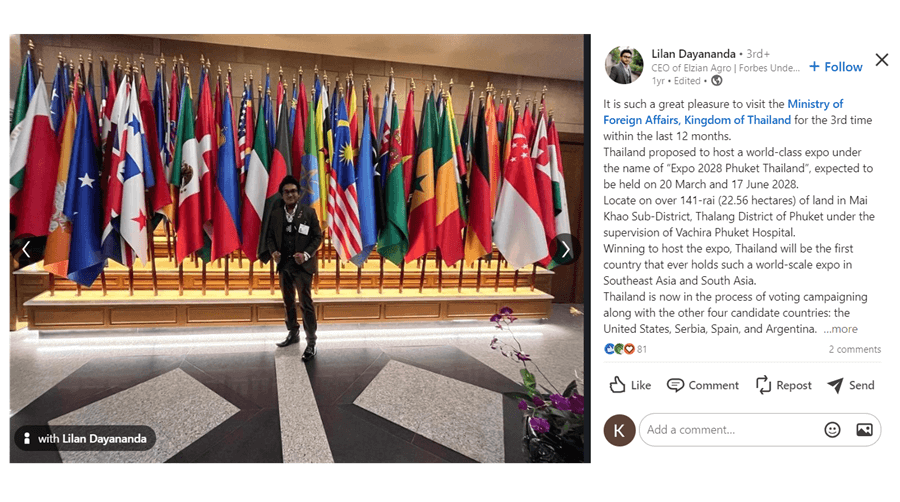 Lilan Dayananda • 3rd+
CEO of Elzian Agro | Forbes Unde...
1yr • Edited •
+ Follow
It is such a great pleasure to visit the Ministry of
Foreign Affairs, Kingdom of Thailand for the 3rd time
within the last 12 months.
Thailand proposed to host a world-class expo under
the name of “Expo 2028 Phuket Thailand”, expected to
be held on 20 March and 17 June 2028.
Locate on over 141-rai (22.56 hectares) of land in Mai
Khao Sub-District, Thalang District of Phuket under the
supervision of Vachira Phuket Hospital.
Winning to host the expo, Thailand will be the first
country that ever holds such a world-scale expo in
Southeast Asia and South Asia.
Thailand is now in the process of voting campaigning
along with the other four candidate countries: the
United States, Serbia, Spain, and Argentina. ...more
81
2 comments
Like
Comment
Repost
Send
K
Add a comment...
with Lilan Dayananda